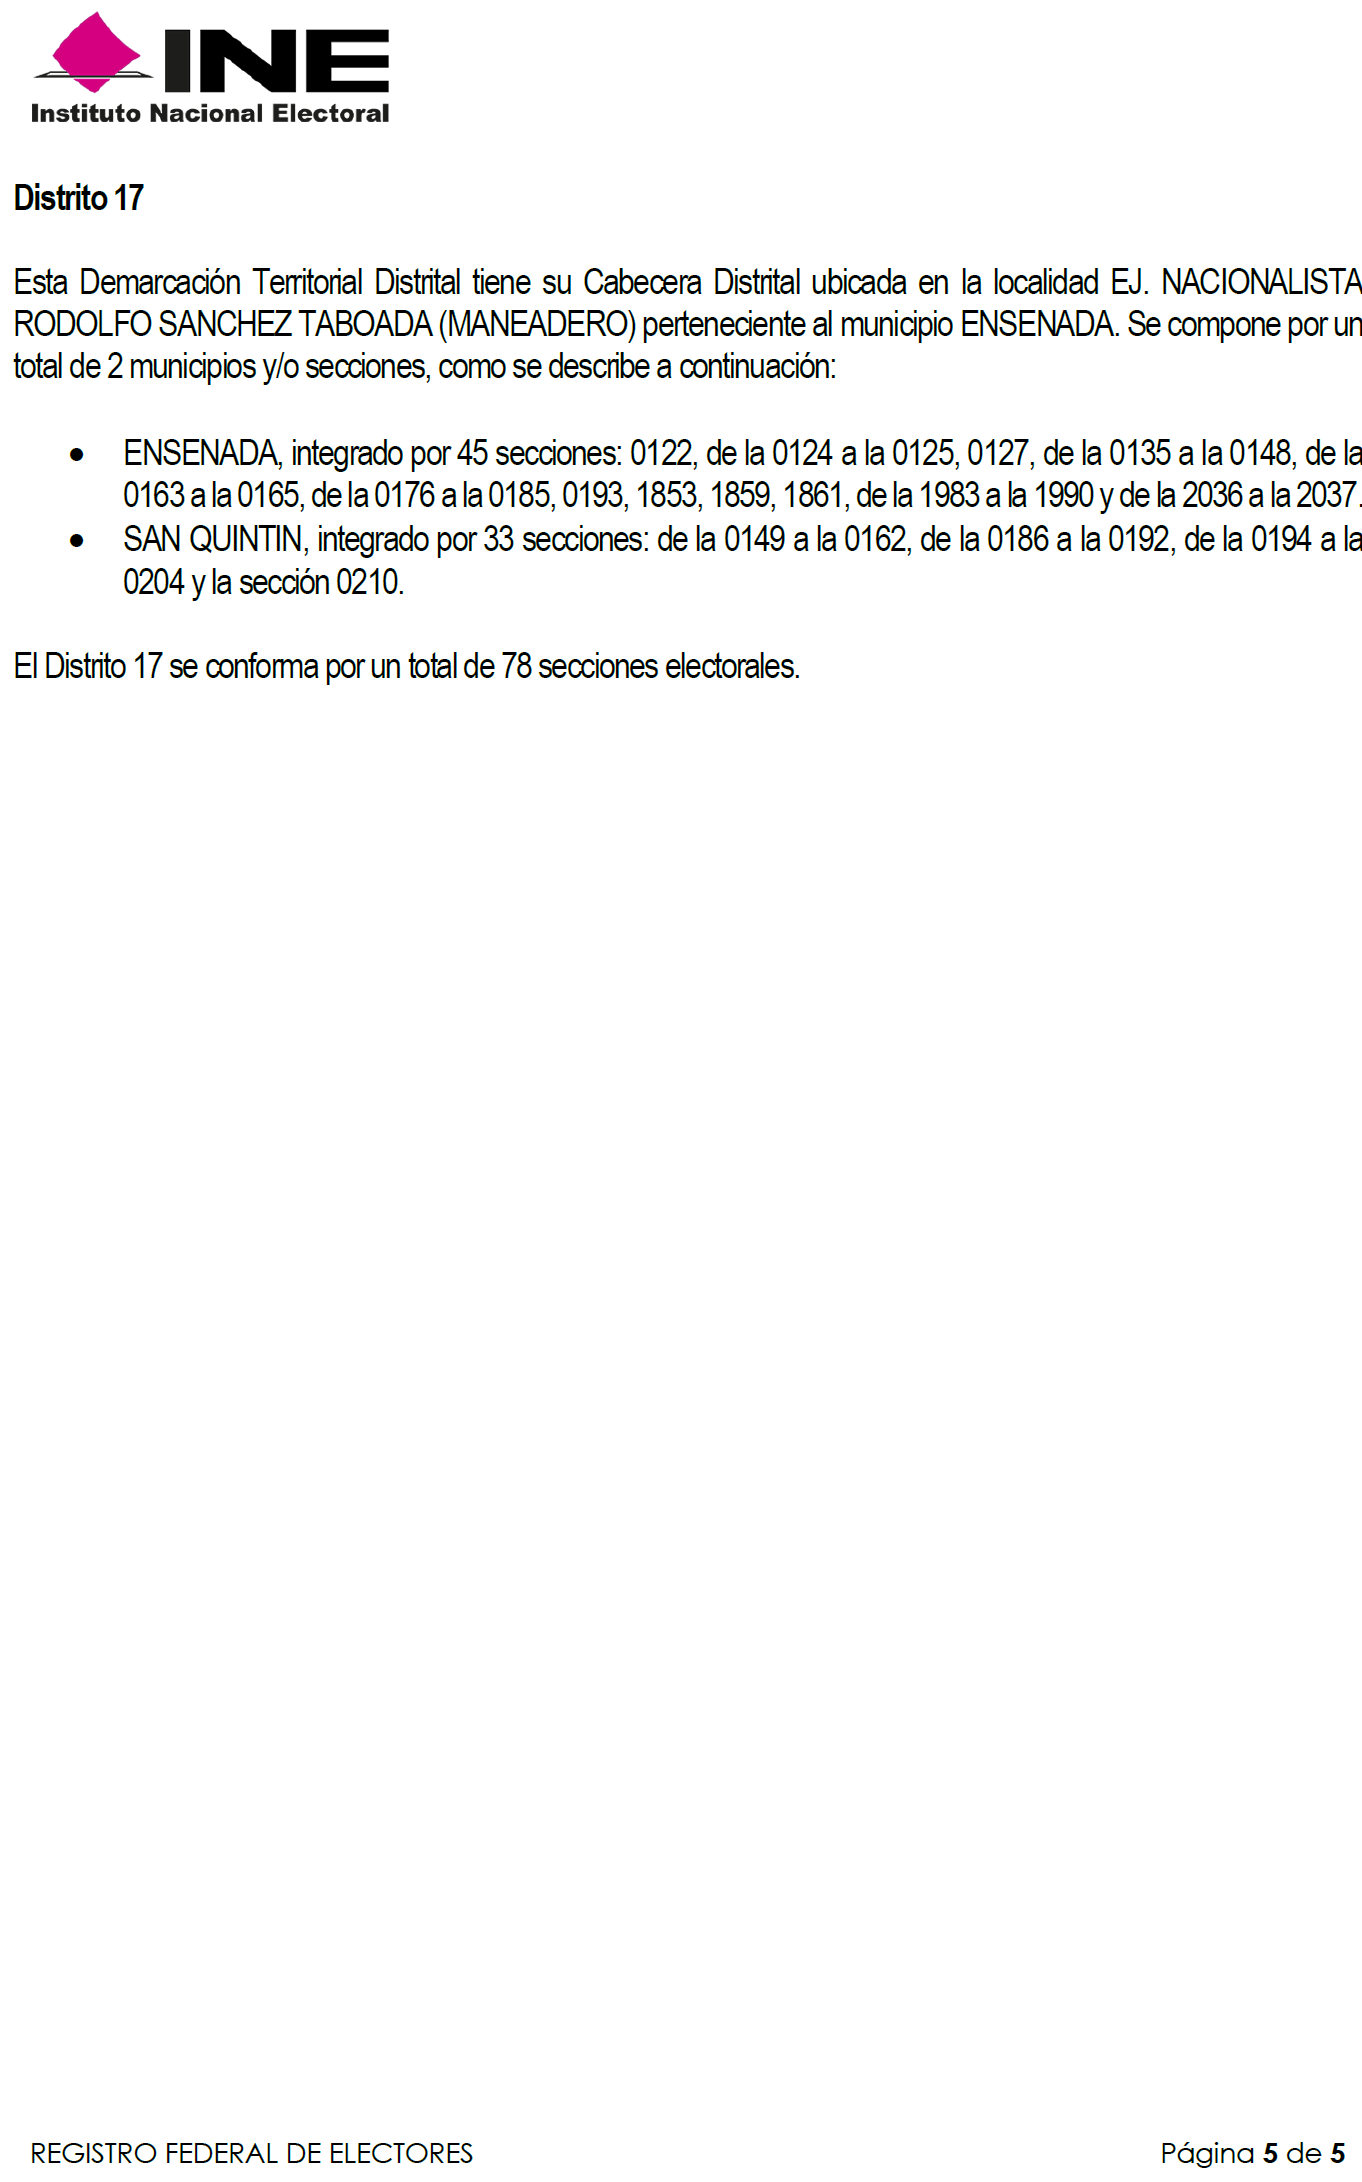 INE
Instituto Nacional Electoral
Distrito 17
Esta Demarcación Territorial Distrital tiene su Cabecera Distrital ubicada en la localidad EJ. NACIONALISTA
RODOLFO SANCHEZ TABOADA (MANEADERO) perteneciente al municipio ENSENADA. Se compone por un
total de 2 municipios y/o secciones, como se describe a continuación:
● ENSENADA, integrado por 45 secciones: 0122, de la 0124 a la 0125, 0127, de la 0135 a la 0148, de la
0163 a la 0165, de la 0176 a la 0185, 0193, 1853, 1859, 1861, de la 1983 a la 1990 y de la 2036 a la 2037.
● SAN QUINTIN, integrado por 33 secciones: de la 0149 a la 0162, de la 0186 a la 0192, de la 0194 a la
0204 y la sección 0210.
El Distrito 17 se conforma por un total de 78 secciones electorales.
REGISTRO FEDERAL DE ELECTORES Página 5 de 5